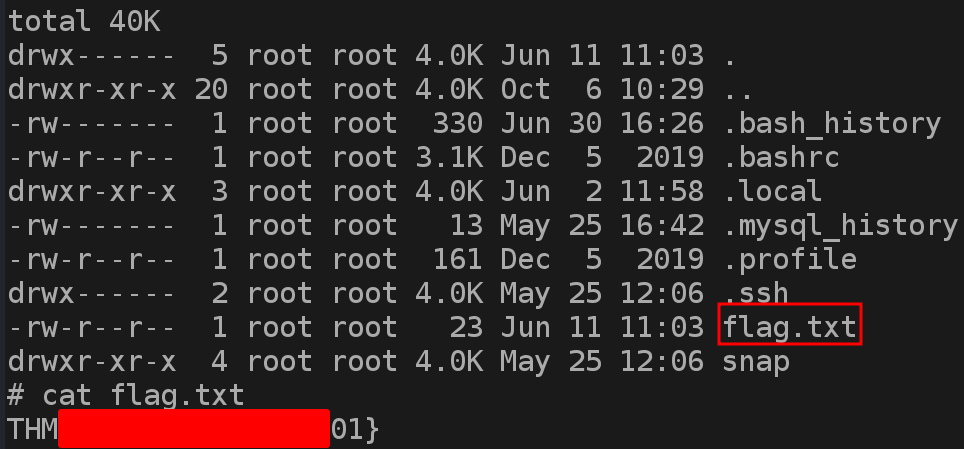 total 40K
drwx------  5 root root 4.0K Jun 11 11:03 .
drwxr-xr-x 20 root root 4.0K Oct  6 10:29 ..
-rw-------  1 root root  330 Jun 30 16:26 .bash_history
-rw-r--r--  1 root root 3.1K Dec  5  2019 .bashrc
drwxr-xr-x  3 root root 4.0K Jun  2 11:58 .local
-rw-------  1 root root   13 May 25 16:42 .mysql_history
-rw-r--r--  1 root root  161 Dec  5  2019 .profile
drwx------  2 root root 4.0K May 25 12:06 .ssh
-rw-r--r--  1 root root   23 Jun 11 11:03 flag.txt
drwxr-xr-x  4 root root 4.0K May 25 12:06 snap
# cat flag.txt
THM 01}